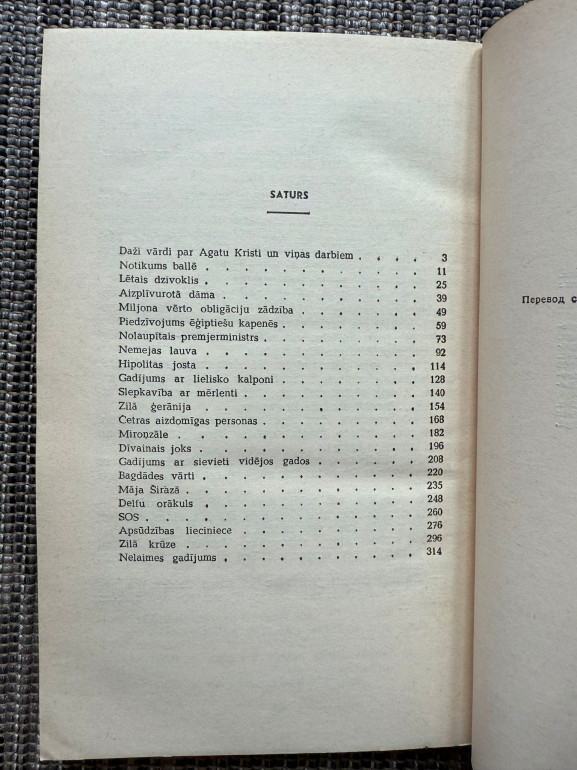 SATURS
Daži vārdi par Agatu Kristi un viņas darbiem . . . . 3
Notikums ballē . . . . . . . . . . 11
Lētais dzivoklis . . . . . . . . . . 25
Aizplīvurotā dāma . . . . . . . . . 39
Miljona vērto obligāciju zādzība . . . . . . 49
Piedzīvojums ēģiptiešu kapenēs . . . . . . 59
Nolaupītais premjerministrs . . . . . . . 73
Nemejas lauva . . . . . . . . . . 92
Hipolitas josta . . . . . . . . . . 114
Gadījums ar lielisko kalponi . . . . . . . 128
Slepkavība ar mērlenti . . . . . . . . 140
Zilā ģerānija . . . . . . . . . . 154
Cetras aizdomīgas personas . . . . . . . 168
Mironzāle . . . . . . . . . . . 182
Dīvainais joks . . . . . . . . . . 196
Gadījums ar sievieti vidējos gados . . . . . 208
Bagdādes vārti . . . . . . . . . . 220
Māja Širāzā . . . . . . . . . . 235
Delfu orākuls . . . . . . . . . . 248
SOS . . . . . . . . . . . . 260
Apsūdzības lieciniece . . . . . . . . 276
Zilā krūze . . . . . . . . . . . 296
Nelaimes gadījums . . . . . . . . . 314
Перевод с